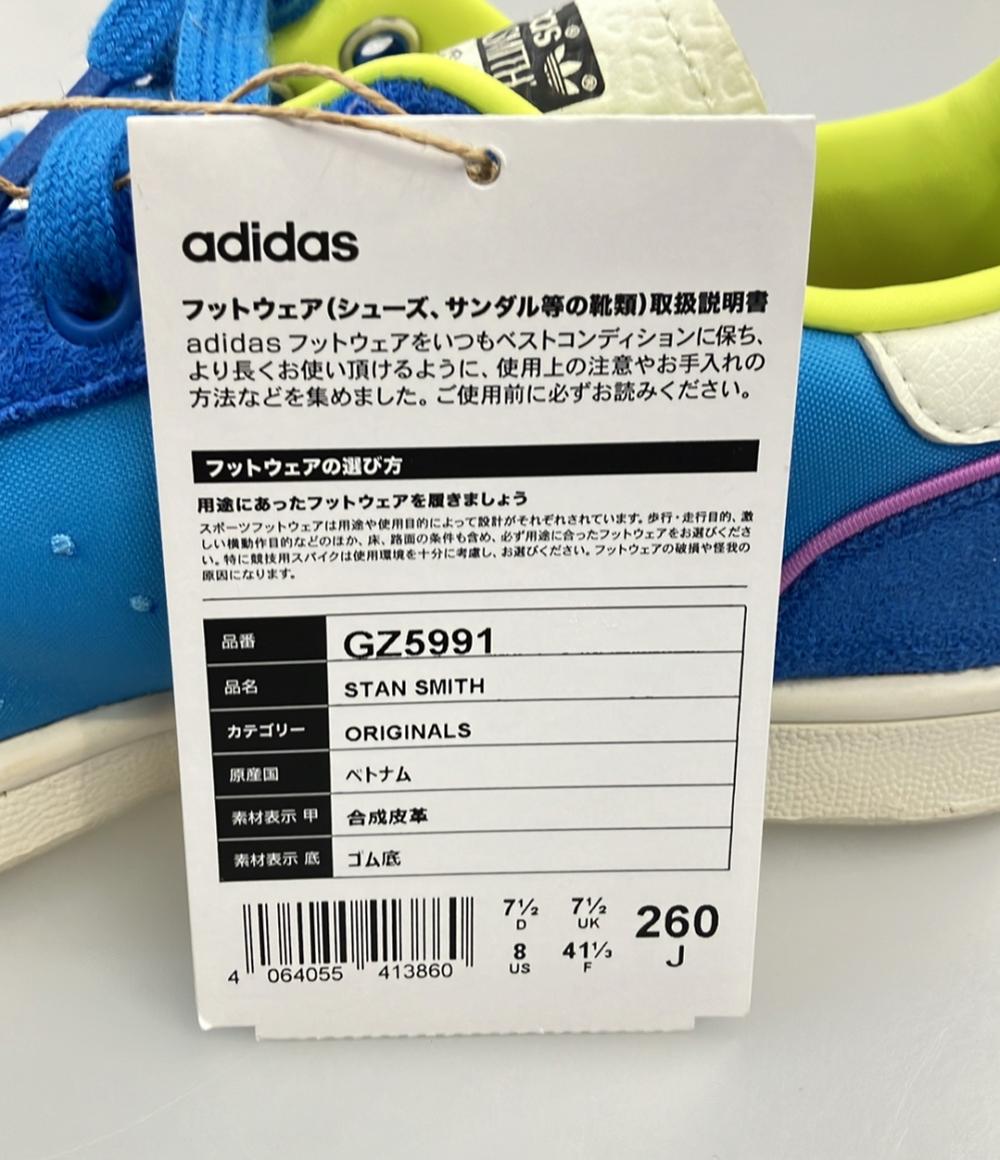 adidas
SMITH
®
adidas
フットウェア(シューズ、サンダル等の靴類)取扱説明書
adidas フットウェアをいつもベストコンディションに保ち、
より長くお使い頂けるように、使用上の注意やお手入れの
方法などを集めました。ご使用前に必ずお読みください。
フットウェアの選び方
用途にあったフットウェアを履きましょう
スポーツフットウェアは用途や使用目的によって設計がそれぞれされています。歩行・走行目的、激
しい横動作目的などのほか、床、路面の条件も含め、必ず用途に合ったフットウェアをお選びくださ
い。特に競技用スパイクは使用環境を十分に考慮し、お選びください。フットウェアの破損や怪我の
原因になります。
品番 GZ5991
品名 STAN SMITH
カテゴリー ORIGINALS
原産国 ベトナム
素材表示 甲 合成皮革
素材表示 底 ゴム底
7½ D 7½ UK 260 J
8 US 41⅓ F
4 064055 413860